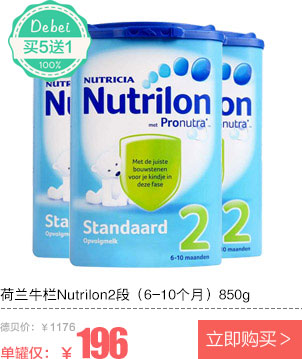 Debei
买5送1
100%
NUTRICIA
Nutrilon
met Pronutra
Met de juiste
bouwstenen
voor je kindje in
deze fase
Standaard 2
Opvolgmelk
6-10 maanden
6-10 maanden
荷兰牛栏Nutrilon2段（6-10个月）850g
德贝价：¥1176
单罐仅：¥196
立即购买 >